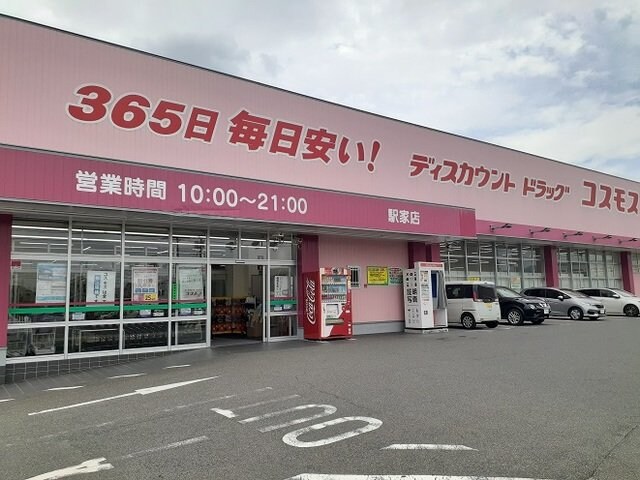 365日 毎日安い!
ディスカウント ドラッグ コスモス
営業時間 10:00～21:00
駅家店
Coca-Cola
10